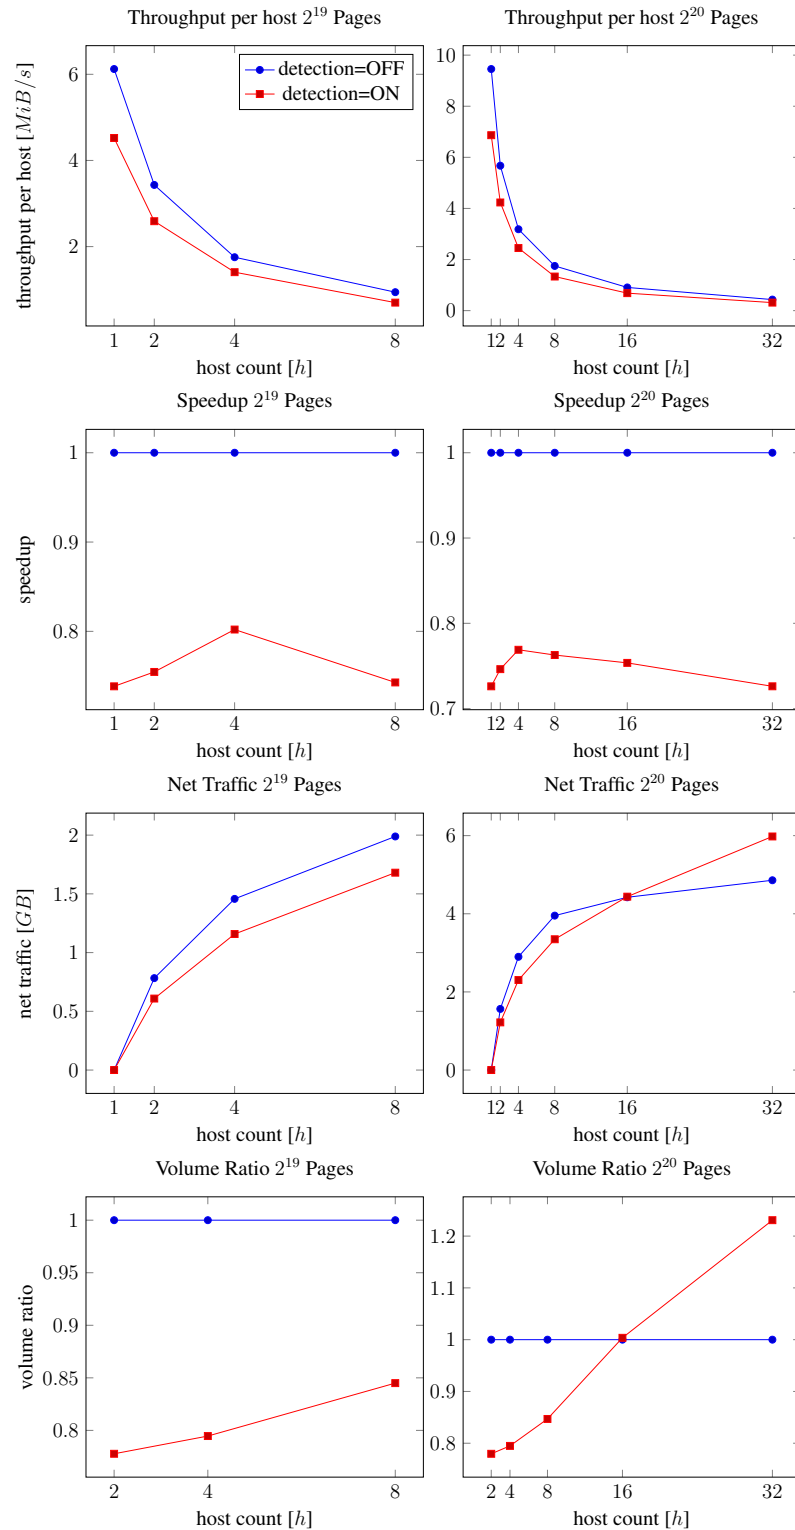 Throughput per host 2^19 Pages
Throughput per host 2^20 Pages
throughput per host [MiB/s]
6
4
2
detection=OFF
detection=ON
1 2 4 8
host count [h]
10
8
6
4
2
0
1 2 4 8 16 32
host count [h]
Speedup 2^19 Pages
Speedup 2^20 Pages
speedup
1
0.9
0.8
1 2 4 8
host count [h]
1
0.9
0.8
0.7
1 2 4 8 16 32
host count [h]
Net Traffic 2^19 Pages
Net Traffic 2^20 Pages
net traffic [GB]
2
1.5
1
0.5
0
1 2 4 8
host count [h]
6
4
2
0
1 2 4 8 16 32
host count [h]
Volume Ratio 2^19 Pages
Volume Ratio 2^20 Pages
volume ratio
1
0.95
0.9
0.85
0.8
2 4 8
host count [h]
1.2
1.1
1
0.9
0.8
2 4 8 16 32
host count [h]